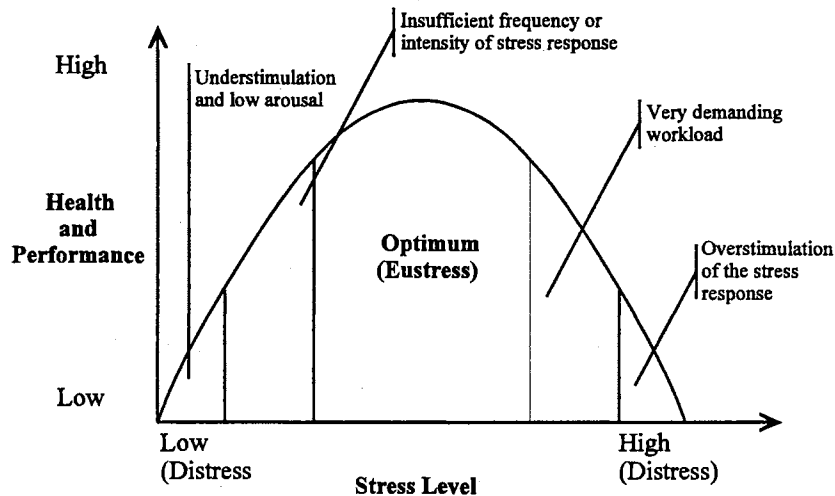 Insufficient frequency or
intensity of stress response
High
Understimulation
and low arousal
Very demanding
workload
Health
and
Performance
Optimum
(Eustress)
Overstimulation
of the stress
response
Low
Low
(Distress
High
(Distress)
Stress Level